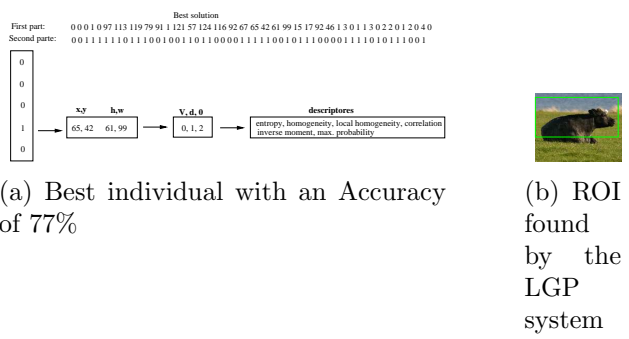 Best solution
First part: 0 0 0 1 0 97 113 119 79 91 1 121 57 124 116 92 67 65 42 61 99 15 17 92 46 1 3 0 1 1 3 0 2 2 0 1 2 0 4 0
Second parte: 0 0 1 1 1 1 1 1 0 1 1 1 0 0 1 0 0 1 1 0 1 1 0 0 0 0 1 1 1 1 1 0 0 1 0 1 1 1 0 0 0 0 1 1 1 1 0 1 0 1 0 1 1 1 0 0 1
0
0
0
1
0
x,y h,w
65, 42 61, 99
V, d, θ
0, 1, 2
descriptores
entropy, homogeneity, local homogeneity, correlation
inverse moment, max. probability
(a) Best individual with an Accuracy
of 77%
(b) ROI
found
by the
LGP
system